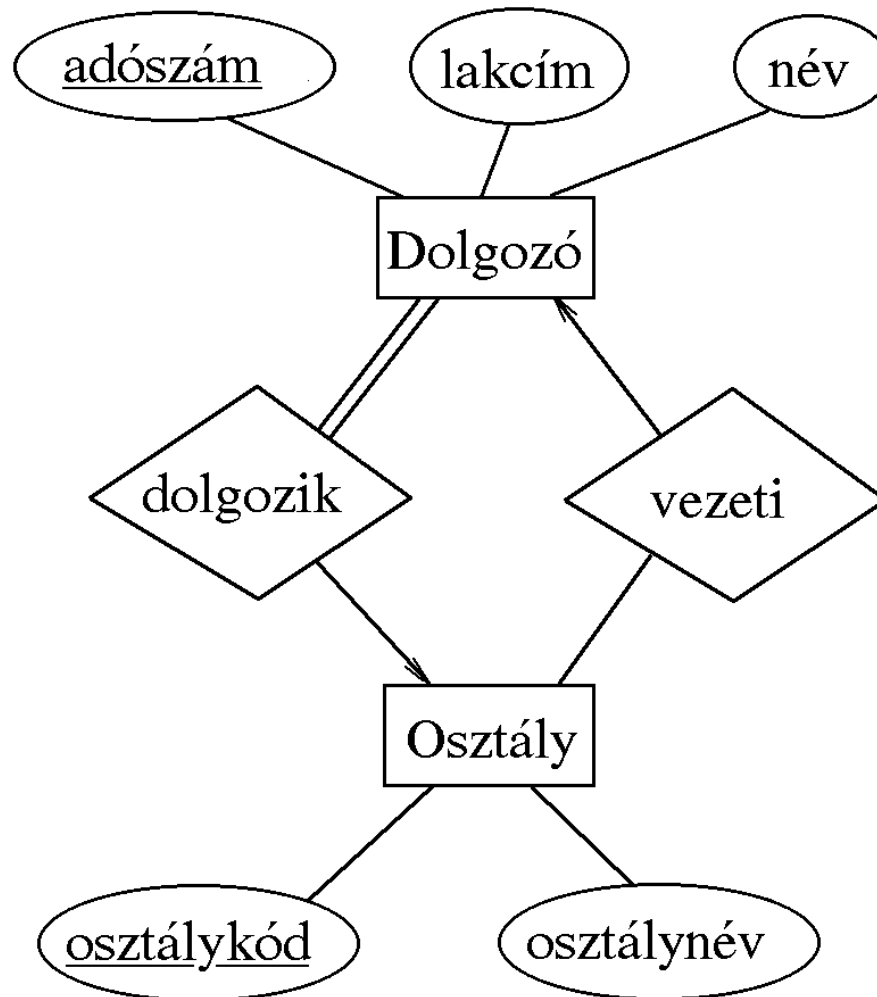 adószám
lakcím
név
Dolgozó
dolgozik
vezeti
Osztály
osztálykód
osztálynév